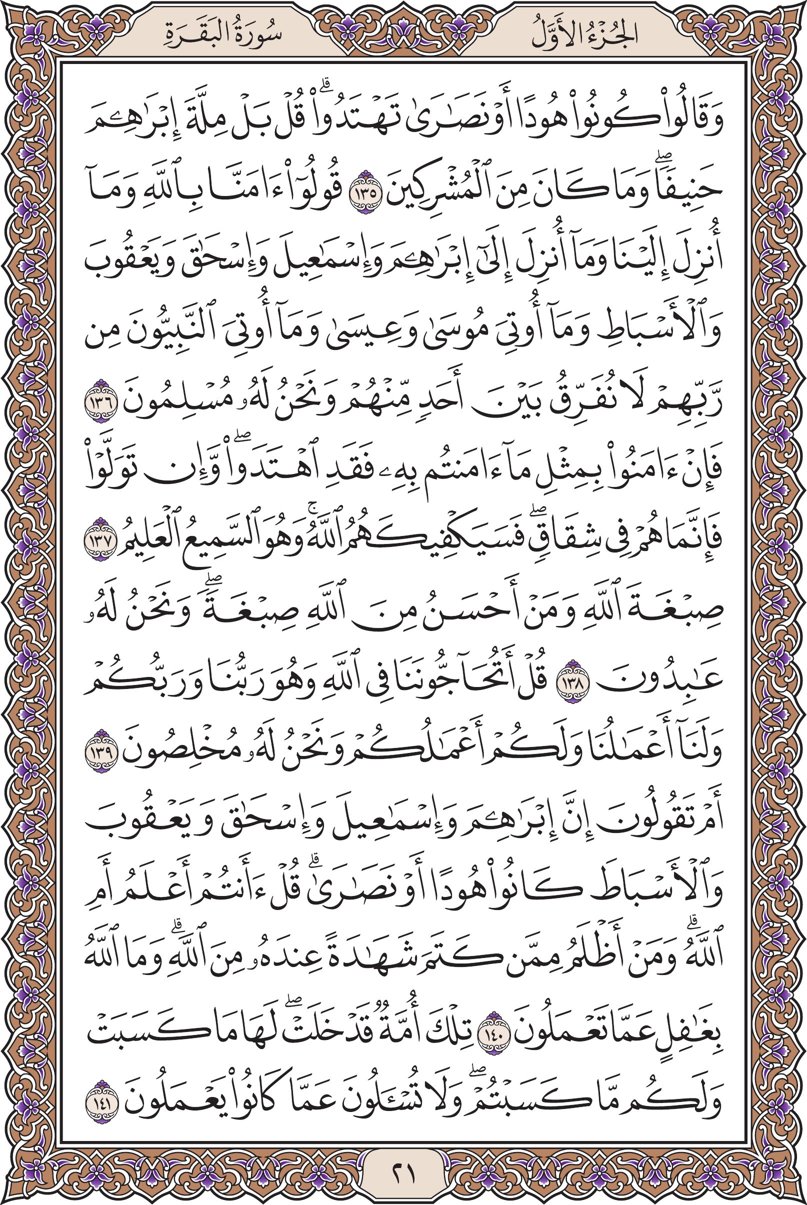 الجُزْءُ الأَوَّلُ
سُورَةُ البَقَرَةِ
وَقَالُوا۟ كُونُوا۟ هُودًا أَوْ نَصَٰرَىٰ تَهْتَدُوا۟ۗ قُلْ بَلْ مِلَّةَ إِبْرَٰهِـۧمَ
حَنِيفًاۖ وَمَا كَانَ مِنَ ٱلْمُشْرِكِينَ ١٣٥ قُولُوٓا۟ ءَامَنَّا بِٱللَّهِ وَمَآ
أُنزِلَ إِلَيْنَا وَمَآ أُنزِلَ إِلَىٰٓ إِبْرَٰهِـۧمَ وَإِسْمَٰعِيلَ وَإِسْحَٰقَ وَيَعْقُوبَ
وَٱلْأَسْبَاطِ وَمَآ أُوتِىَ مُوسَىٰ وَعِيسَىٰ وَمَآ أُوتِىَ ٱلنَّبِيُّونَ مِن
رَّبِّهِمْ لَا نُفَرِّقُ بَيْنَ أَحَدٍ مِّنْهُمْ وَنَحْنُ لَهُۥ مُسْلِمُونَ ١٣٦
فَإِنْ ءَامَنُوا۟ بِمِثْلِ مَآ ءَامَنتُم بِهِۦ فَقَدِ ٱهْتَدَوا۟ۖ وَّإِن تَوَلَّوْا۟
فَإِنَّمَا هُمْ فِى شِقَاقٍۖ فَسَيَكْفِيكَهُمُ ٱللَّهُۚ وَهُوَ ٱلسَّمِيعُ ٱلْعَلِيمُ ١٣٧
صِبْغَةَ ٱللَّهِ وَمَنْ أَحْسَنُ مِنَ ٱللَّهِ صِبْغَةًۖ وَنَحْنُ لَهُۥ
عَٰبِدُونَ ١٣٨ قُلْ أَتُحَآجُّونَنَا فِى ٱللَّهِ وَهُوَ رَبُّنَا وَرَبُّكُمْ
وَلَنَآ أَعْمَٰلُنَا وَلَكُمْ أَعْمَٰلُكُمْ وَنَحْنُ لَهُۥ مُخْلِصُونَ ١٣٩
أَمْ تَقُولُونَ إِنَّ إِبْرَٰهِـۧمَ وَإِسْمَٰعِيلَ وَإِسْحَٰقَ وَيَعْقُوبَ
وَٱلْأَسْبَاطَ كَانُوا۟ هُودًا أَوْ نَصَٰرَىٰۗ قُلْ ءَأَنتُمْ أَعْلَمُ أَمِ
ٱللَّهُۗ وَمَنْ أَظْلَمُ مِمَّن كَتَمَ شَهَٰدَةً عِندَهُۥ مِنَ ٱللَّهِۗ وَمَا ٱللَّهُ
بِغَٰفِلٍ عَمَّا تَعْمَلُونَ ١٤٠ تِلْكَ أُمَّةٌ قَدْ خَلَتْۖ لَهَا مَا كَسَبَتْ
وَلَكُم مَّا كَسَبْتُمْۖ وَلَا تُسْـَٔلُونَ عَمَّا كَانُوا۟ يَعْمَلُونَ ١٤١
٢١